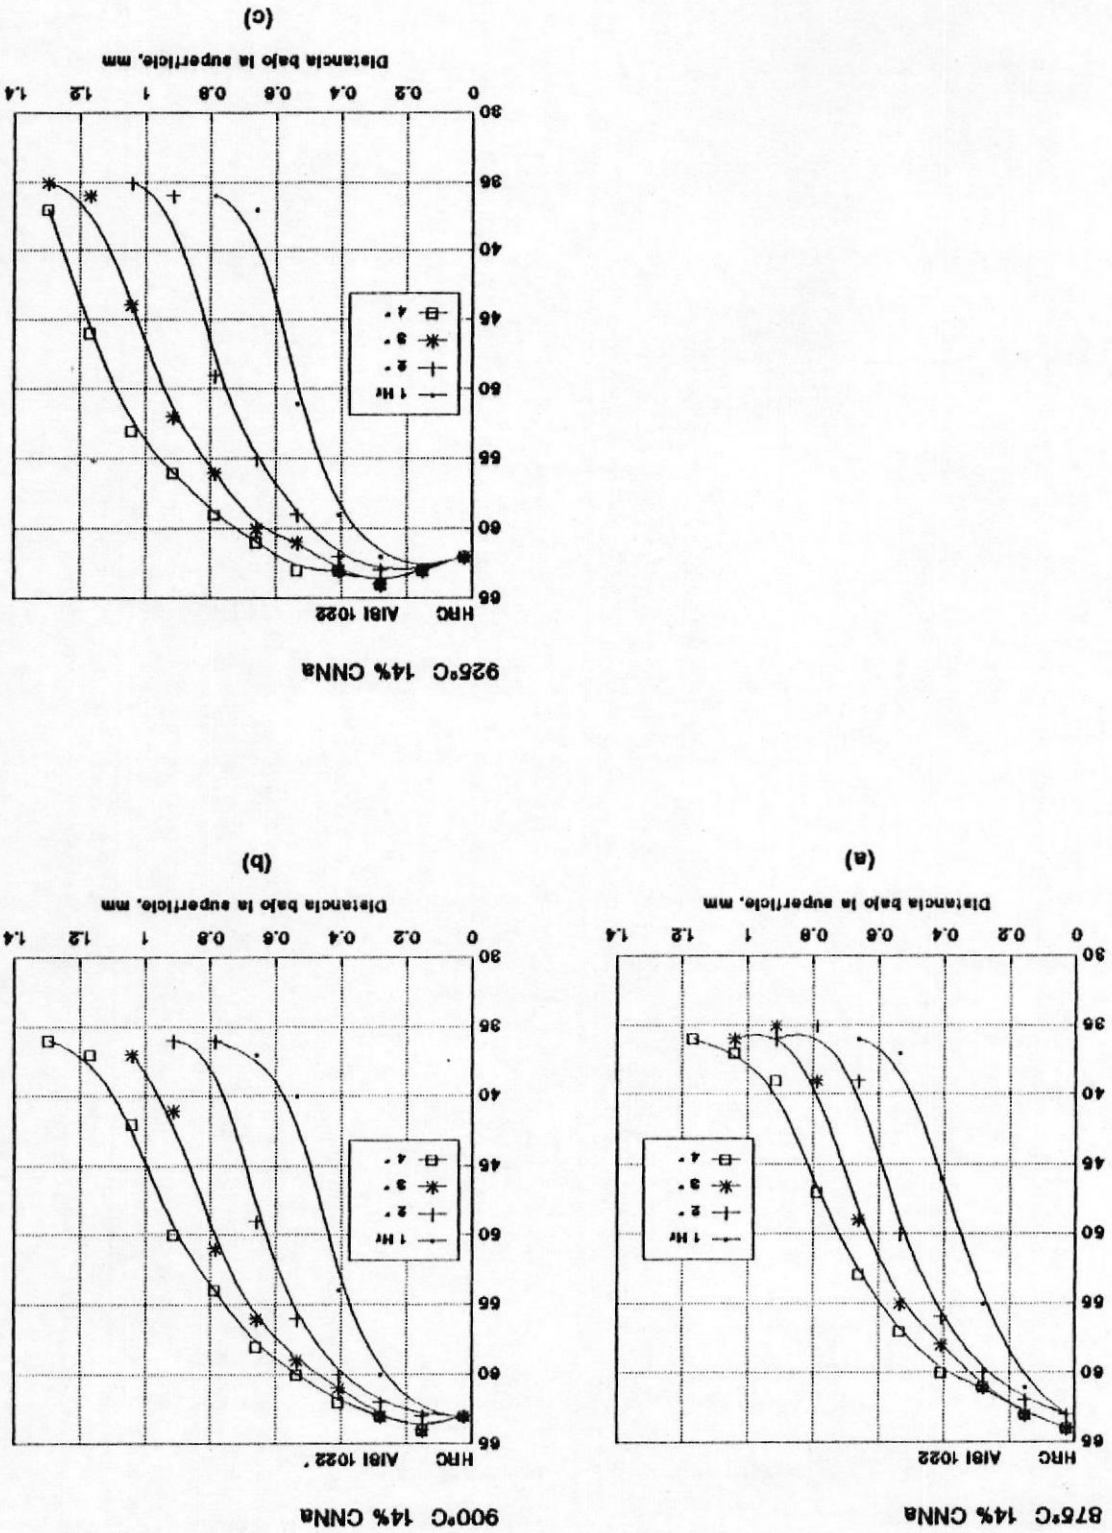 875°C 14% CNNa
HRC AISI 1022
65
60
55
50
45
40
35
30
1 Hr
2 "
3 "
4 "
0 0.2 0.4 0.6 0.8 1 1.2 1.4
Distancia bajo la superficie, mm
(a)
900°C 14% CNNa
HRC AISI 1022
65
60
55
50
45
40
35
30
1 Hr
2 "
3 "
4 "
0 0.2 0.4 0.6 0.8 1 1.2 1.4
Distancia bajo la superficie, mm
(b)
925°C 14% CNNa
HRC AISI 1022
65
60
55
50
45
40
35
30
1 Hr
2 "
3 "
4 "
0 0.2 0.4 0.6 0.8 1 1.2 1.4
Distancia bajo la superficie, mm
(c)